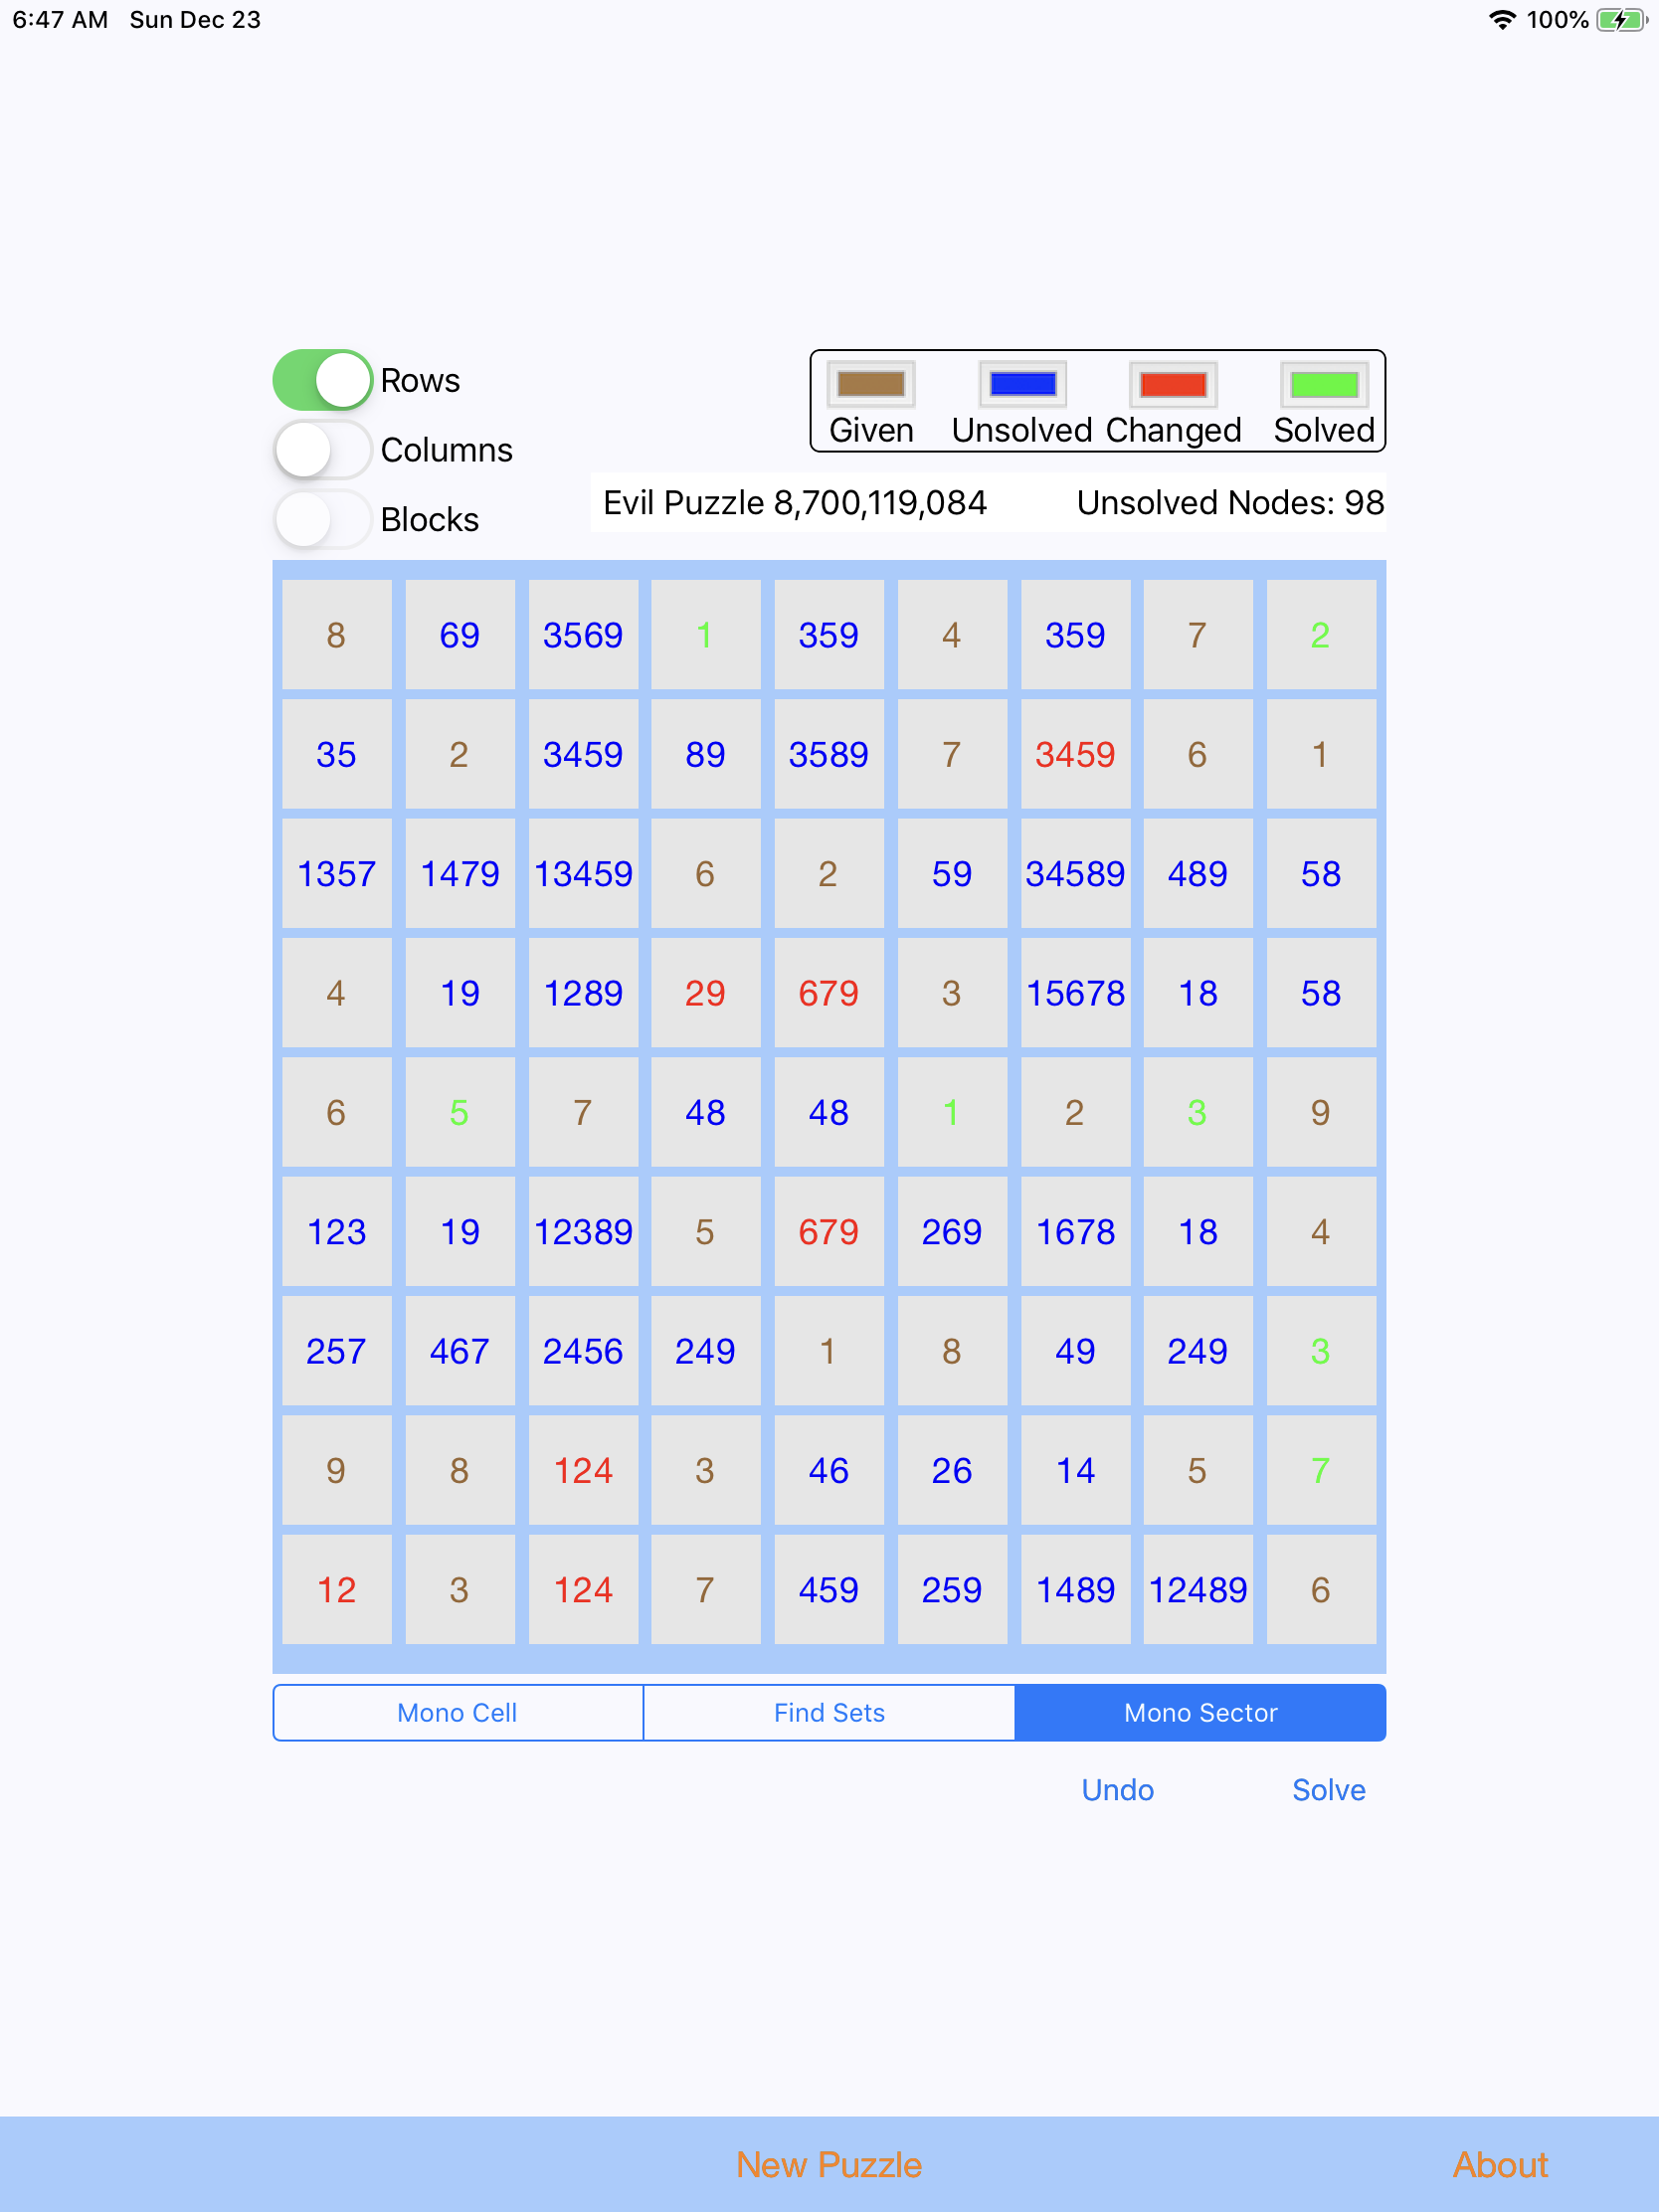 6:47 AM Sun Dec 23 100%
Rows
Columns
Blocks
Given Unsolved Changed Solved
Evil Puzzle 8,700,119,084 Unsolved Nodes: 98
8 69 3569 1 359 4 359 7 2
35 2 3459 89 3589 7 3459 6 1
1357 1479 13459 6 2 59 34589 489 58
4 19 1289 29 679 3 15678 18 58
6 5 7 48 48 1 2 3 9
123 19 12389 5 679 269 1678 18 4
257 467 2456 249 1 8 49 249 3
9 8 124 3 46 26 14 5 7
12 3 124 7 459 259 1489 12489 6
Mono Cell Find Sets Mono Sector
Undo Solve
New Puzzle About